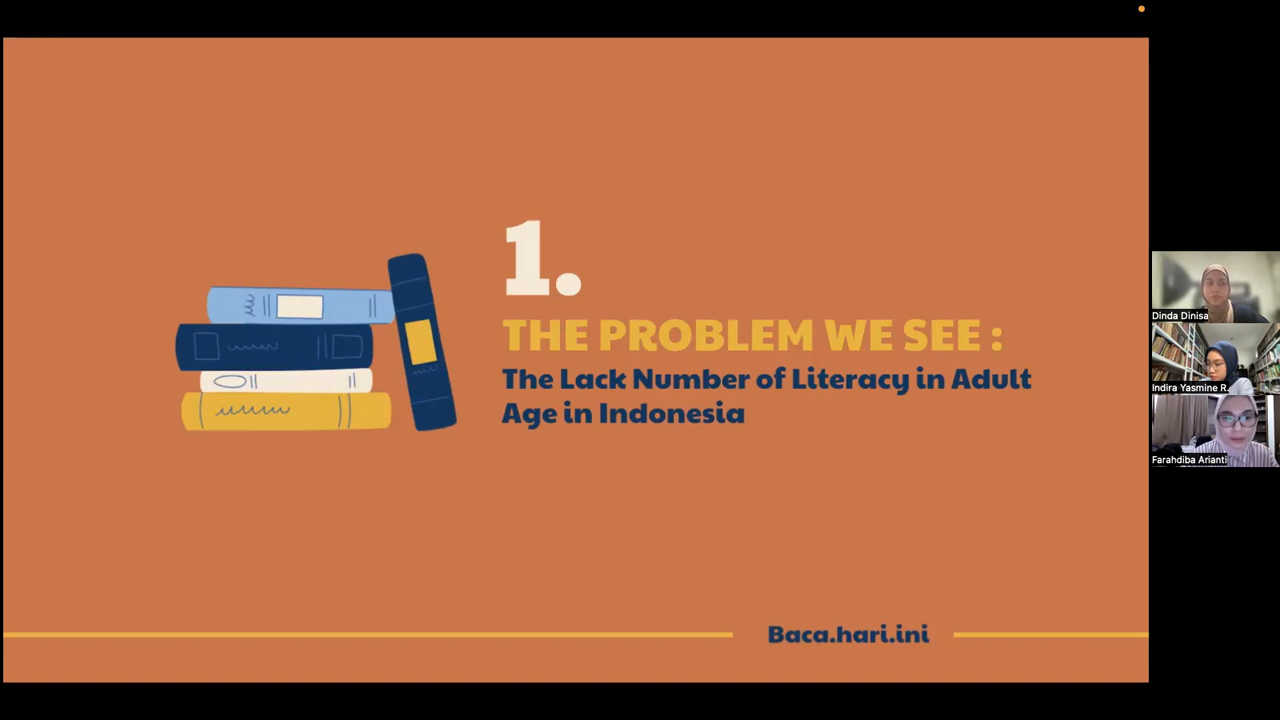 1.
THE PROBLEM WE SEE :
The Lack Number of Literacy in Adult
Age in Indonesia
Baca.hari.ini
Dinda Dinisa
Indira Yasmine R.
Farahdiba Arianti